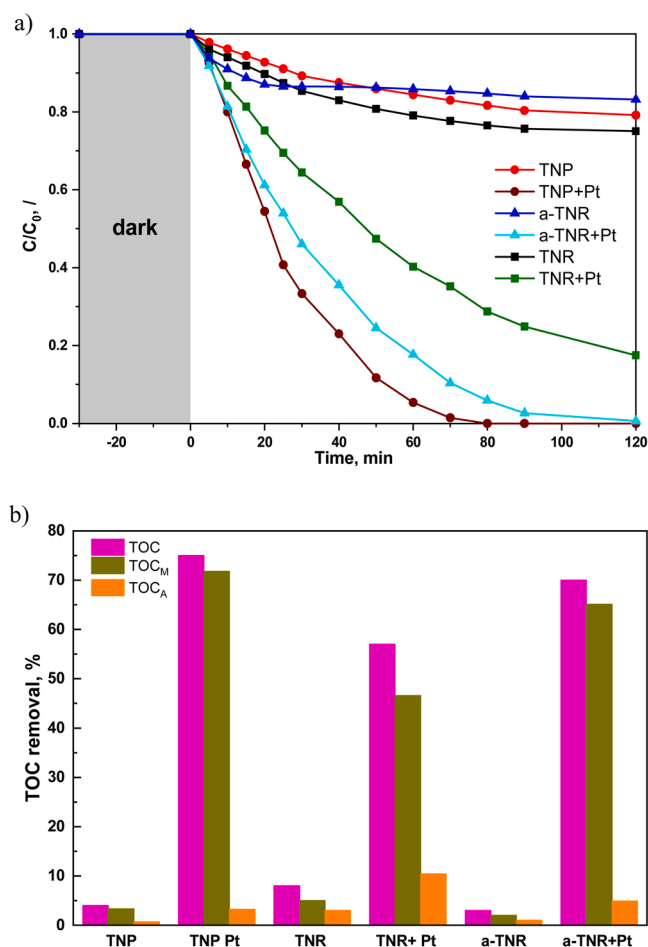 a)
1.0
0.8
0.6
0.4
0.2
0.0
C/C0, /
dark
TNP
TNP+Pt
a-TNR
a-TNR+Pt
TNR
TNR+Pt
-20
0
20
40
60
80
100
120
Time, min
b)
80
70
60
50
40
30
20
10
0
TOC removal, %
TOC
TOCM
TOCA
TNP
TNP Pt
TNR
TNR+ Pt
a-TNR
a-TNR+Pt